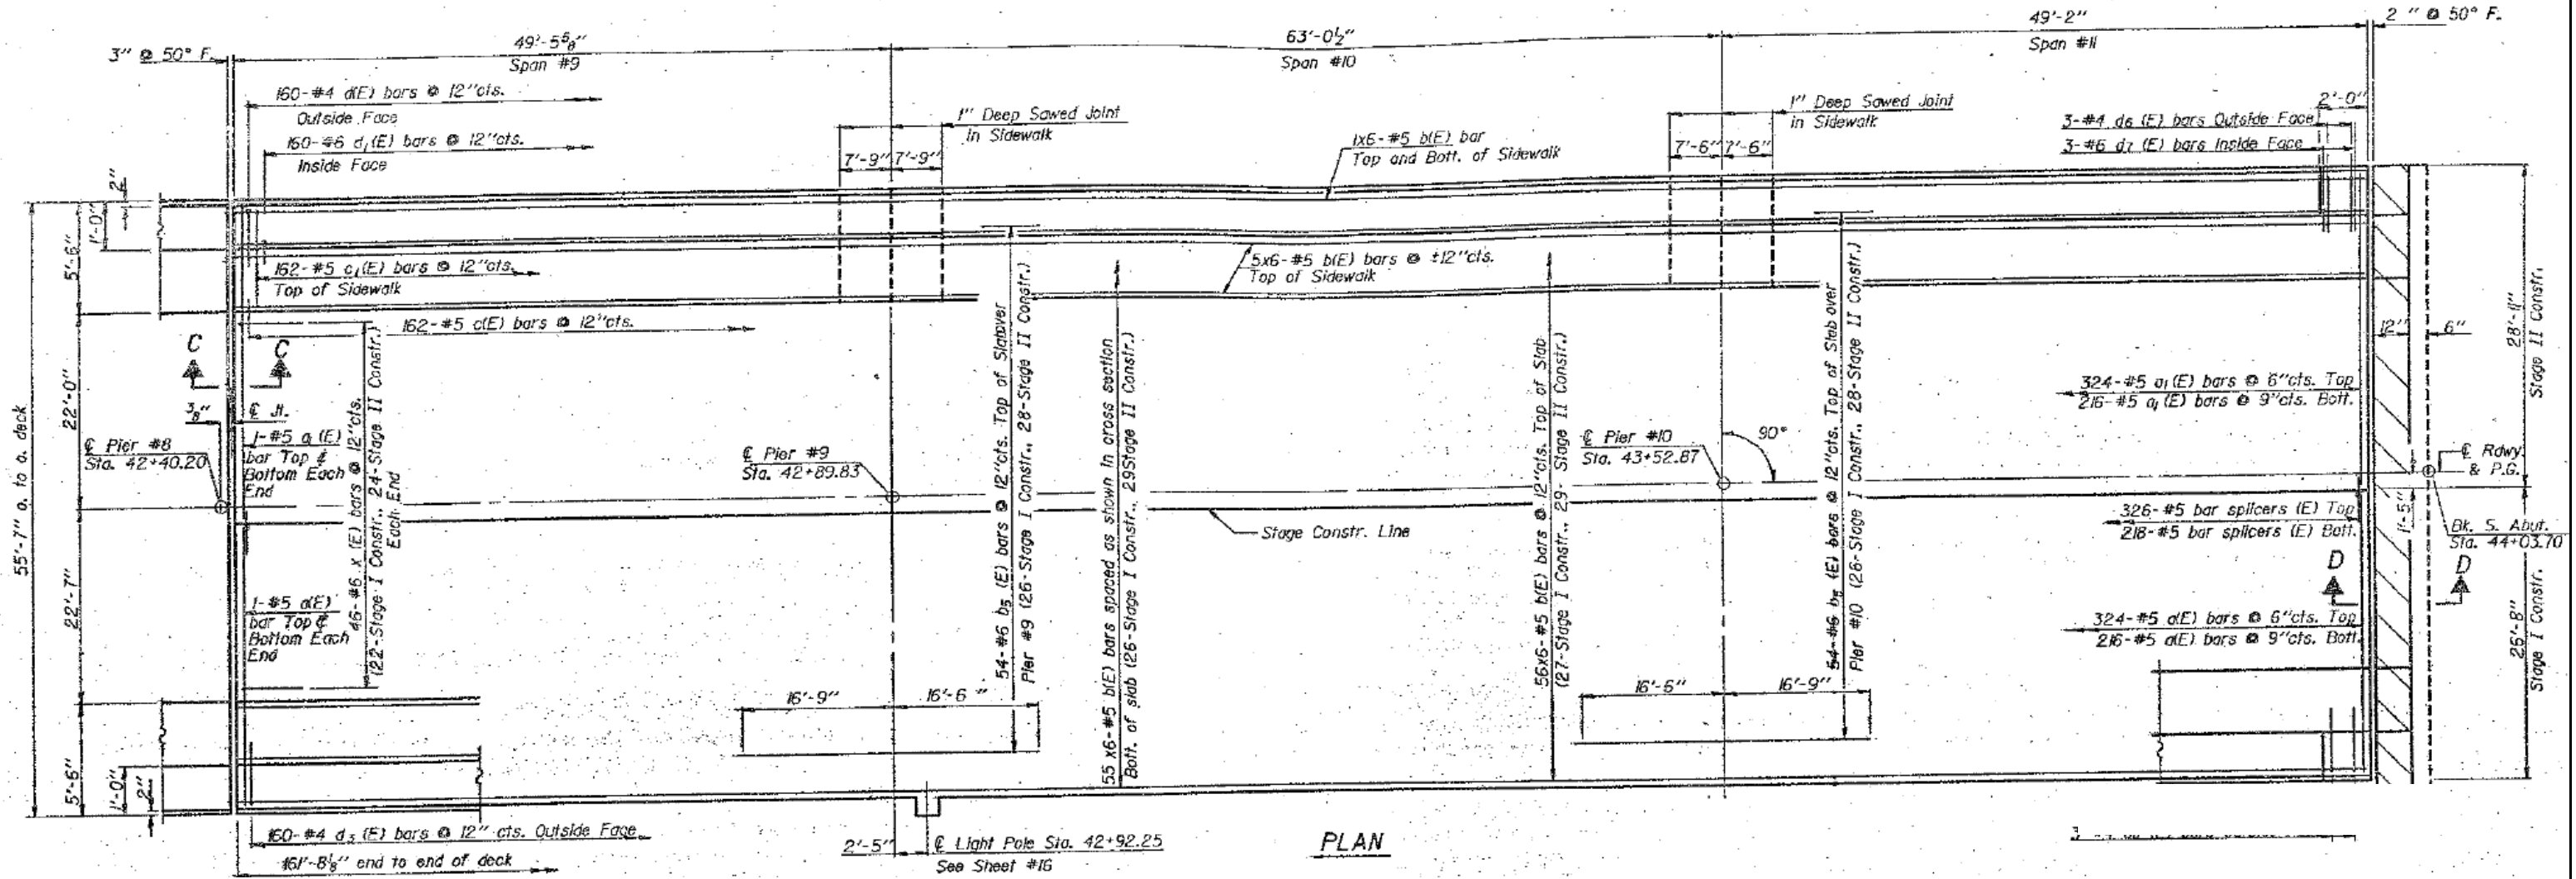 3" @ 50° F.
49'-5⅝"
Span #9
63'-0½"
Span #10
49'-2"
Span #11
2 " @ 50° F.
160-#4 d(E) bars @ 12"cts.
Outside Face
160-#6 d₁(E) bars @ 12"cts.
Inside Face
1" Deep Sawed Joint
in Sidewalk
7'-9"
7'-9"
1x6-#5 b(E) bar
Top and Bott. of Sidewalk
1" Deep Sawed Joint
in Sidewalk
7'-6"
7'-6"
2'-0"
3-#4 d₆ (E) bars Outside Face
3-#6 d₇ (E) bars Inside Face
2"
1'-0"
5'-6"
162-#5 c₁(E) bars @ 12"cts.
Top of Sidewalk
5x6-#5 b(E) bars @ ±12"cts.
Top of Sidewalk
162-#5 c(E) bars @ 12"cts.
C
C
⅜"
℄ Jt.
℄ Pier #8
Sta. 42+40.20
1-#5 a₁(E)
bar Top &
Bottom Each
End
46-#6 x (E) bars @ 12"cts.
(22-Stage I Constr., 24-Stage II Constr.)
Each End
1-#5 a(E)
bar Top &
Bottom Each
End
55'-7" o. to o. deck
22'-0"
22'-7"
5'-6"
1'-0"
2"
℄ Pier #9
Sta. 42+89.83
54-#6 b₅ (E) bars @ 12"cts. Top of Slabover
Pier #9 (26-Stage I Constr., 28-Stage II Constr.)
55 x6-#5 b(E) bars spaced as shown in cross section
Bott. of slab (26-Stage I Constr., 29Stage II Constr.)
Stage Constr. Line
56x6-#5 b(E) bars @ 12"cts. Top of Slab
(27-Stage I Constr., 29- Stage II Constr.)
℄ Pier #10
Sta. 43+52.87
90°
54-#6 b₅ (E) bars @ 12"cts. Top of Slab over
Pier #10 (26-Stage I Constr., 28-Stage II Constr.)
324-#5 a₁(E) bars @ 6"cts. Top
216-#5 a₁(E) bars @ 9"cts. Bott.
326-#5 bar splicers (E) Top
218-#5 bar splicers (E) Bott.
D
D
324-#5 a(E) bars @ 6"cts. Top
216-#5 a(E) bars @ 9"cts. Bott.
12"
6"
28'-11"
Stage II Constr.
℄ Rdwy.
& P.G.
1'-5"
Bk. S. Abut.
Sta. 44+03.70
26'-8"
Stage I Constr.
16'-9"
16'-6 "
16'-6"
16'-9"
160-#4 d₃ (E) bars @ 12" cts. Outside Face
161'-8⅛" end to end of deck
2'-5"
℄ Light Pole Sta. 42+92.25
See Sheet #16
PLAN